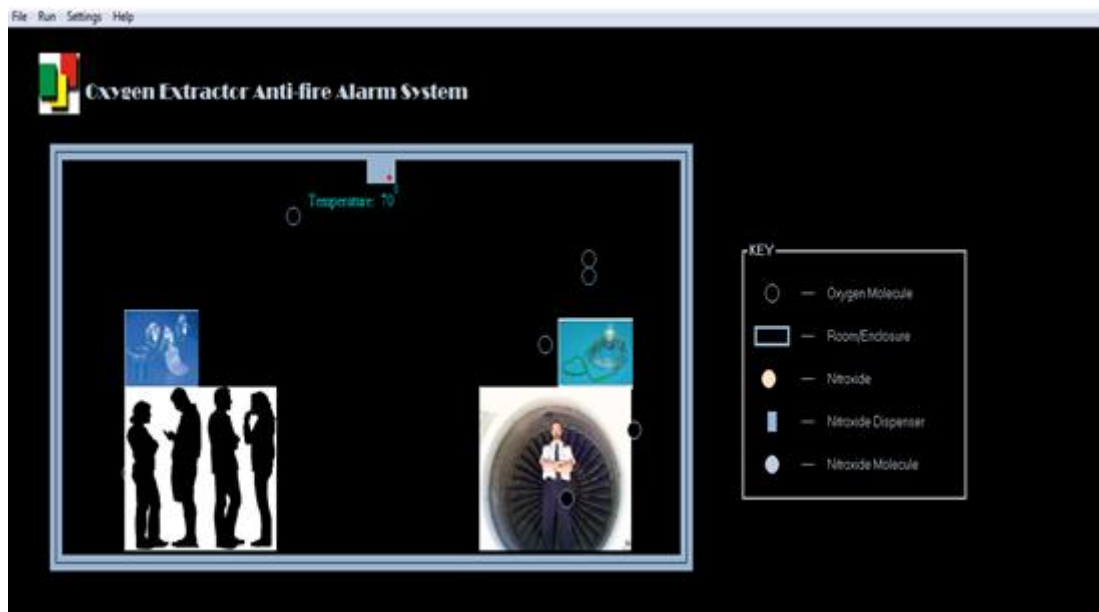 File Run Settings Help
Oxygen Extractor Anti-fire Alarm System
Temperature: 70⁰
KEY
— Oxygen Molecule
— Room/Enclosure
— Nitroxide
— Nitroxide Dispenser
— Nitroxide Molecule